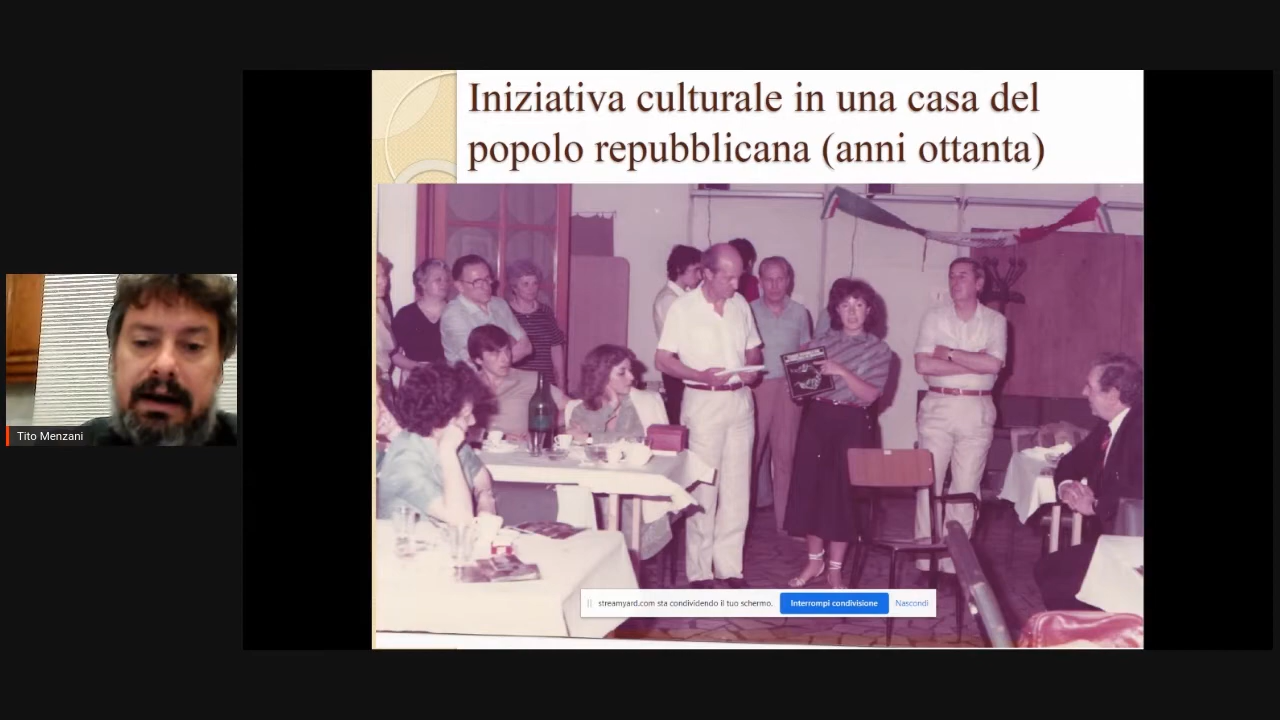 Iniziativa culturale in una casa del
popolo repubblicana (anni ottanta)
Tito Menzani
streamyard.com sta condividendo il tuo schermo.
Interrompi condivisione
Nascondi